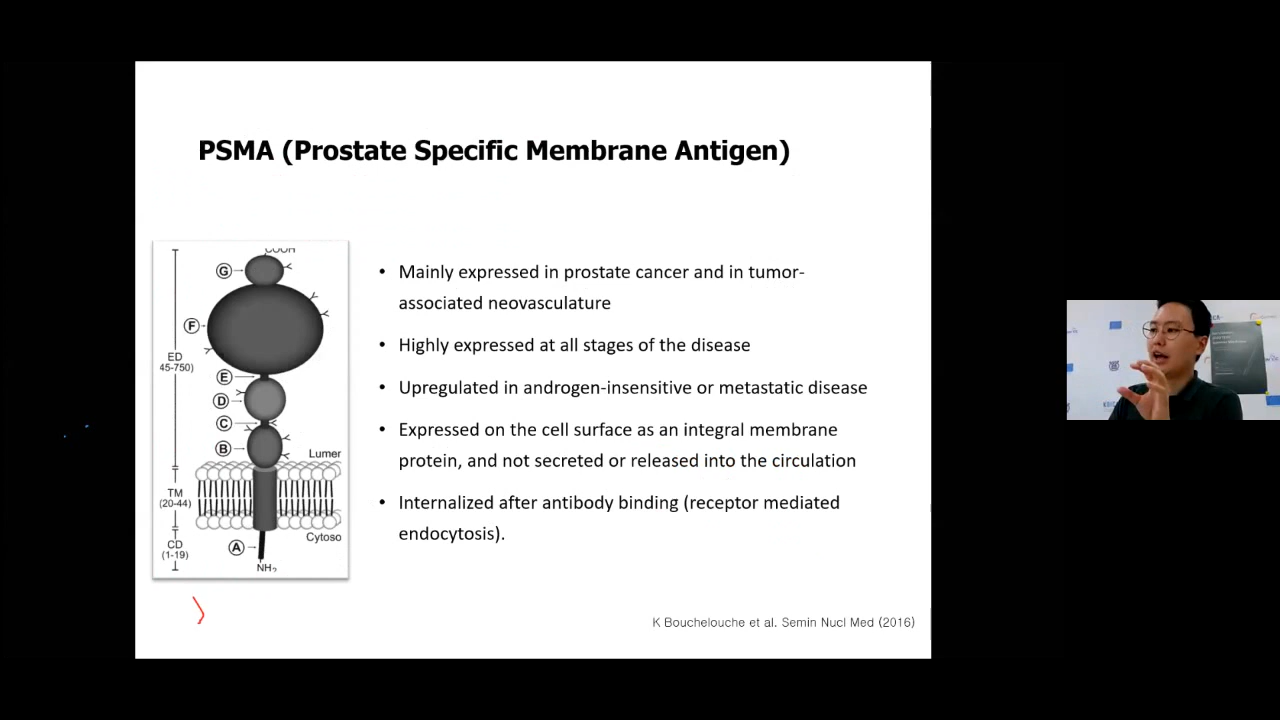 PSMA (Prostate Specific Membrane Antigen)
COOH
G
F
ED
45-750)
E
D
C
B
Lumer
TM
(20-44)
CD
(1-19)
Cytoso
A
NH₂
• Mainly expressed in prostate cancer and in tumor-
associated neovasculature
• Highly expressed at all stages of the disease
• Upregulated in androgen-insensitive or metastatic disease
• Expressed on the cell surface as an integral membrane
protein, and not secreted or released into the circulation
• Internalized after antibody binding (receptor mediated
endocytosis).
K Bouchelouche et al. Semin Nucl Med (2016)